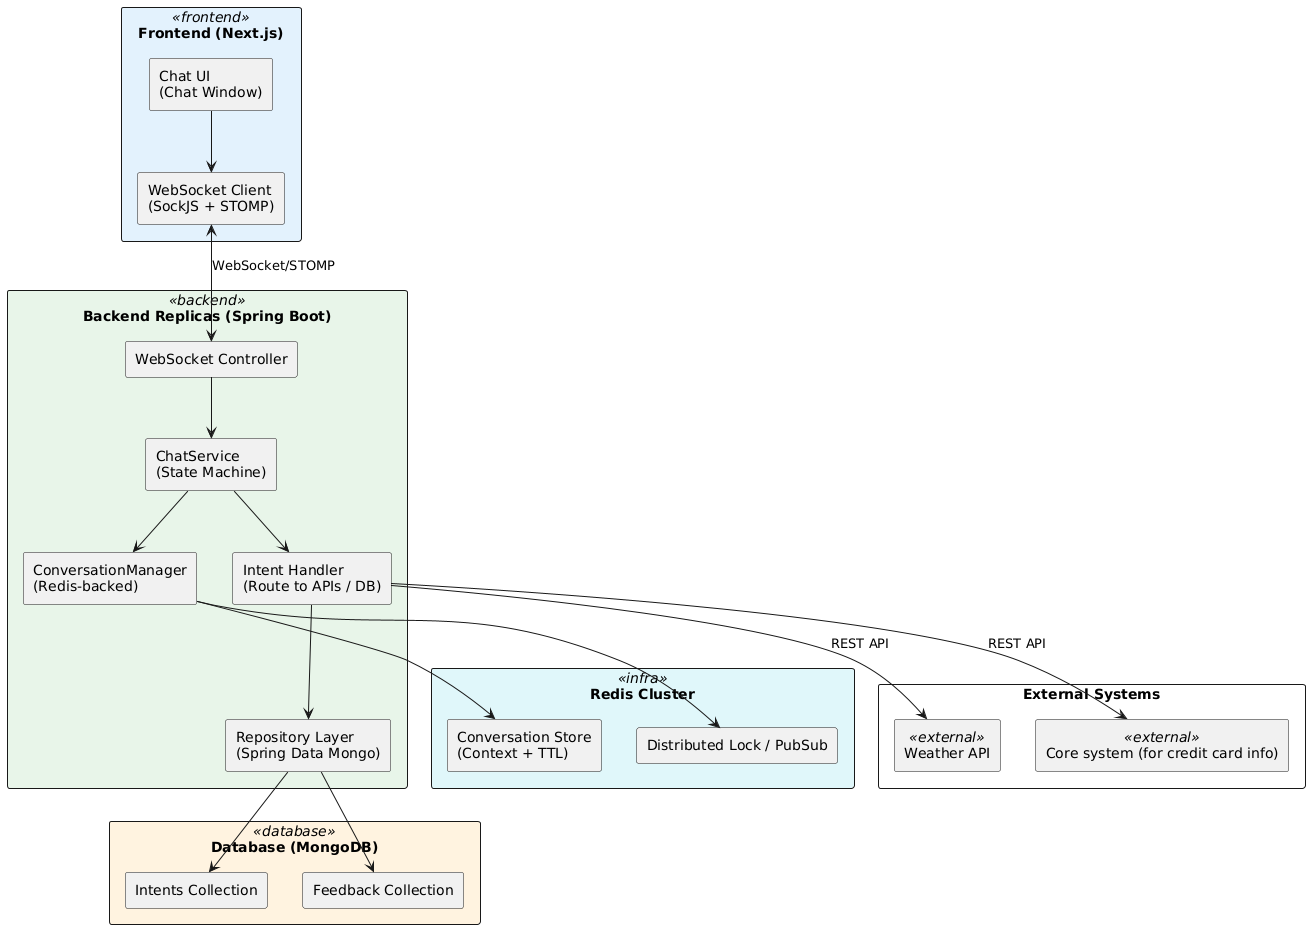 «frontend»
Frontend (Next.js)
Chat UI
(Chat Window)
WebSocket Client
(SockJS + STOMP)
WebSocket/STOMP
«backend»
Backend Replicas (Spring Boot)
WebSocket Controller
ChatService
(State Machine)
ConversationManager
(Redis-backed)
Intent Handler
(Route to APIs / DB)
REST API
REST API
Repository Layer
(Spring Data Mongo)
«infra»
Redis Cluster
Conversation Store
(Context + TTL)
Distributed Lock / PubSub
External Systems
«external»
Weather API
«external»
Core system (for credit card info)
«database»
Database (MongoDB)
Intents Collection
Feedback Collection